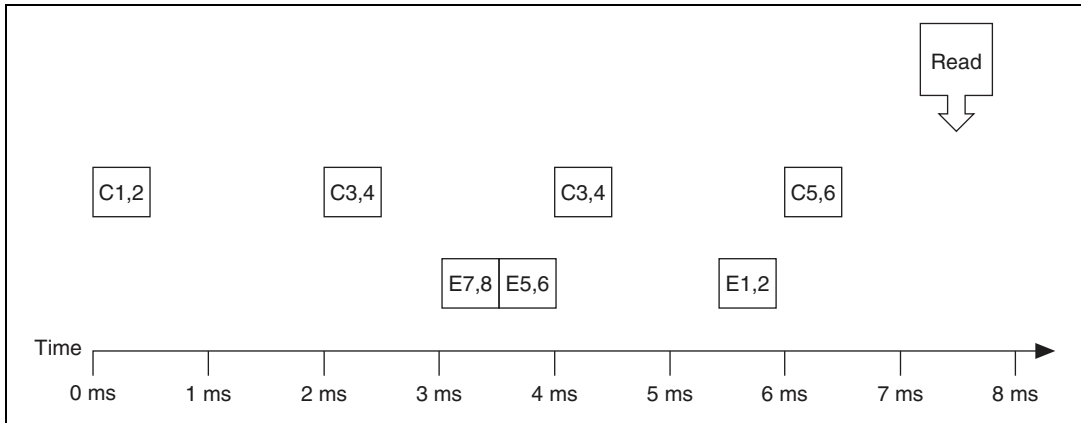 Read
C1,2 C3,4 C3,4 C5,6
E7,8 E5,6 E1,2
Time
0 ms 1 ms 2 ms 3 ms 4 ms 5 ms 6 ms 7 ms 8 ms